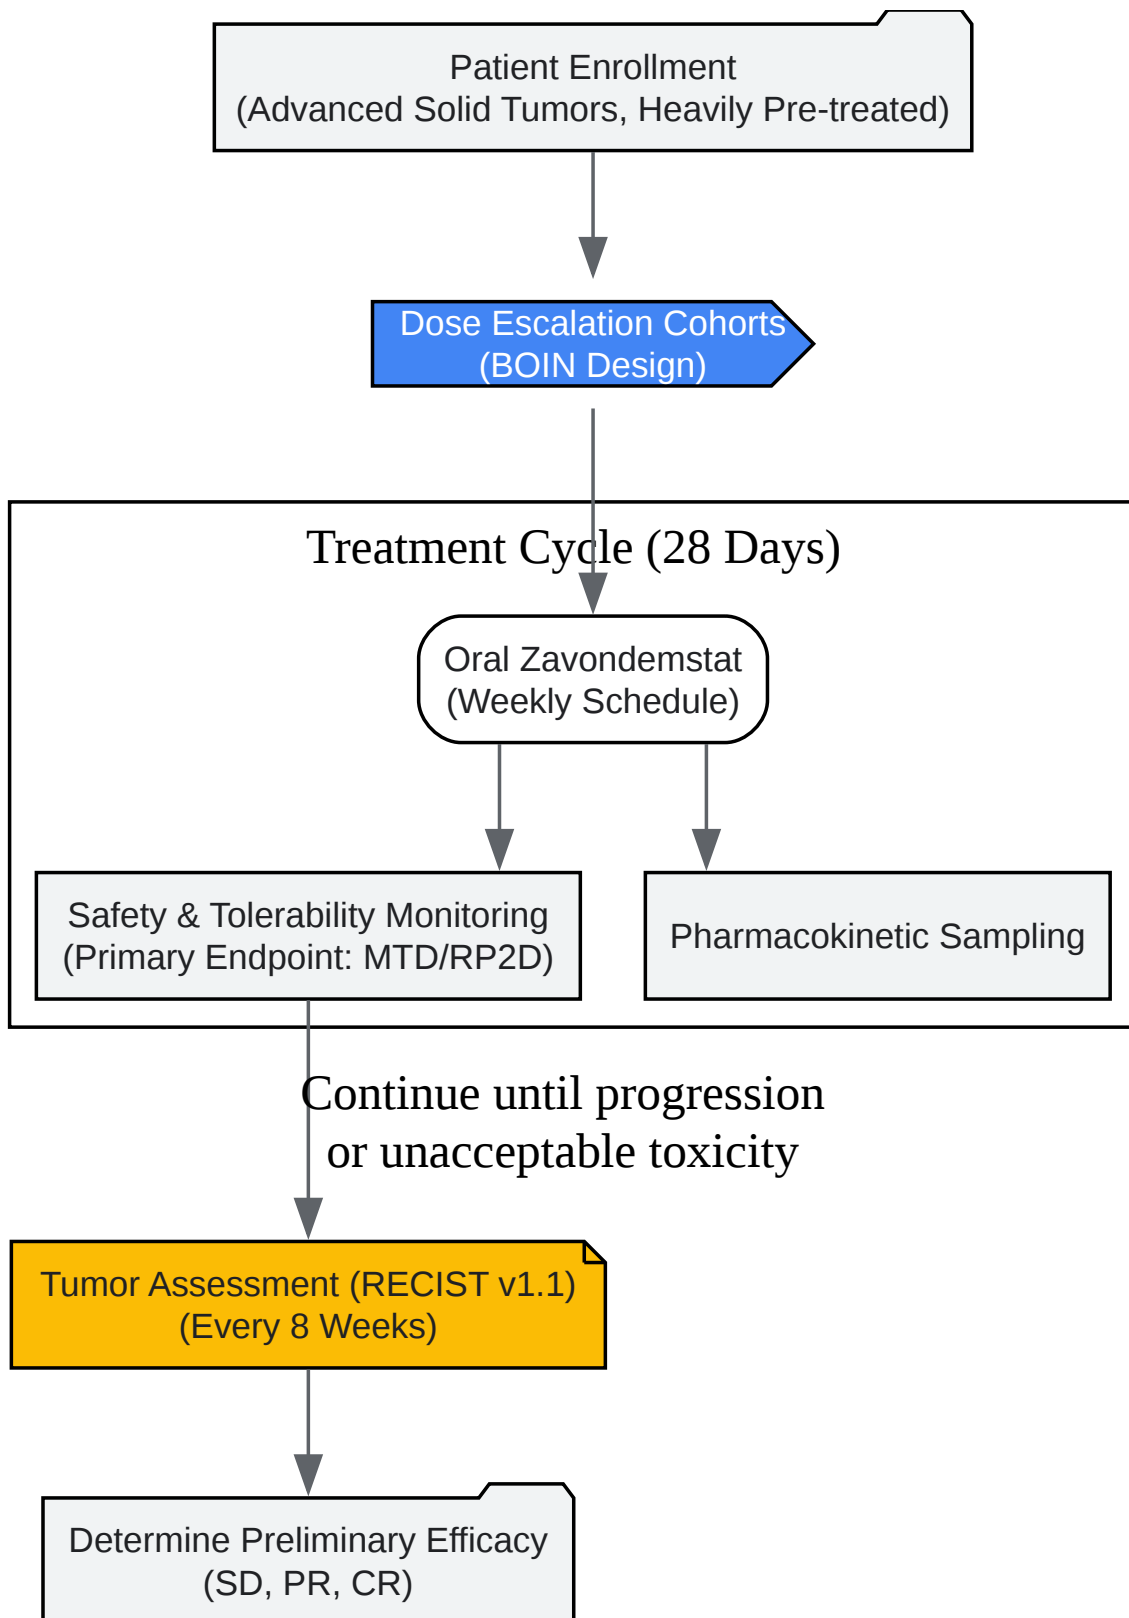 Patient Enrollment
(Advanced Solid Tumors, Heavily Pre-treated)
Dose Escalation Cohorts
(BOIN Design)
Treatment Cycle (28 Days)
Oral Zavondemstat
(Weekly Schedule)
Safety & Tolerability Monitoring
(Primary Endpoint: MTD/RP2D)
Pharmacokinetic Sampling
Continue until progression
or unacceptable toxicity
Tumor Assessment (RECIST v1.1)
(Every 8 Weeks)
Determine Preliminary Efficacy
(SD, PR, CR)